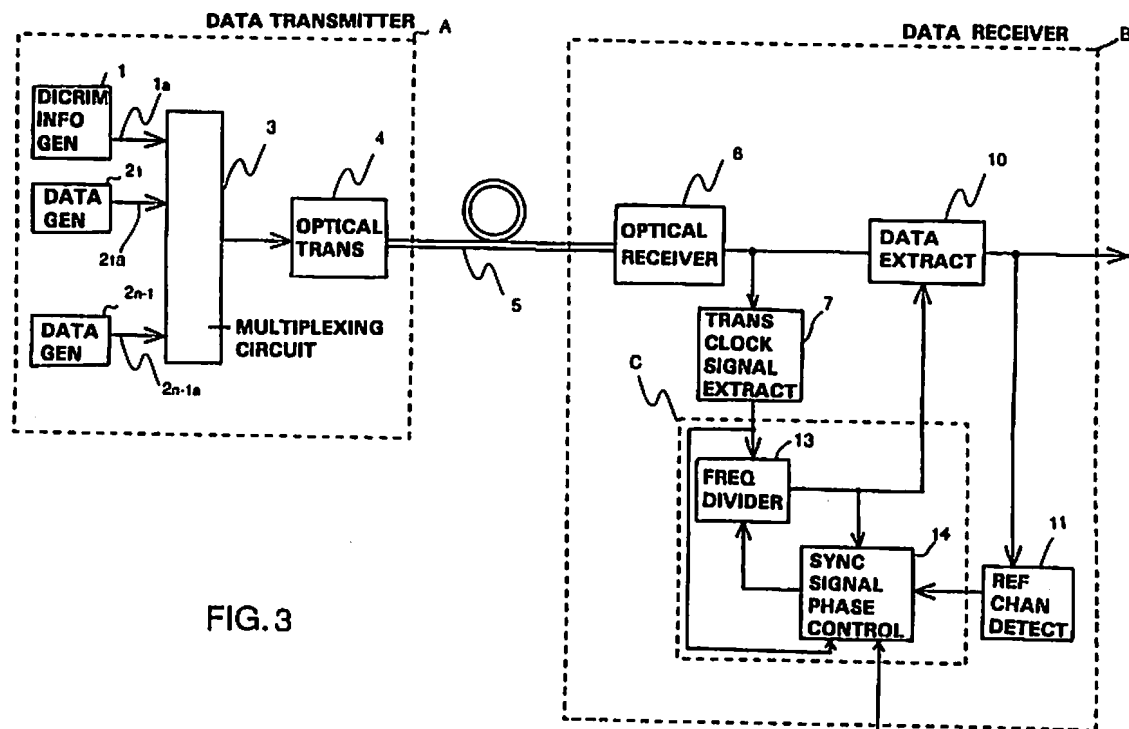 DATA TRANSMITTER
A
DATA RECEIVER
B
1
DICRIM
INFO
GEN
1a
3
2₁
DATA
GEN
2₁a
4
OPTICAL
TRANS
5
2n-1
DATA
GEN
2n-1a
MULTIPLEXING
CIRCUIT
6
OPTICAL
RECEIVER
10
DATA
EXTRACT
7
TRANS
CLOCK
SIGNAL
EXTRACT
C
13
FREQ
DIVIDER
14
SYNC
SIGNAL
PHASE
CONTROL
11
REF
CHAN
DETECT
FIG.3